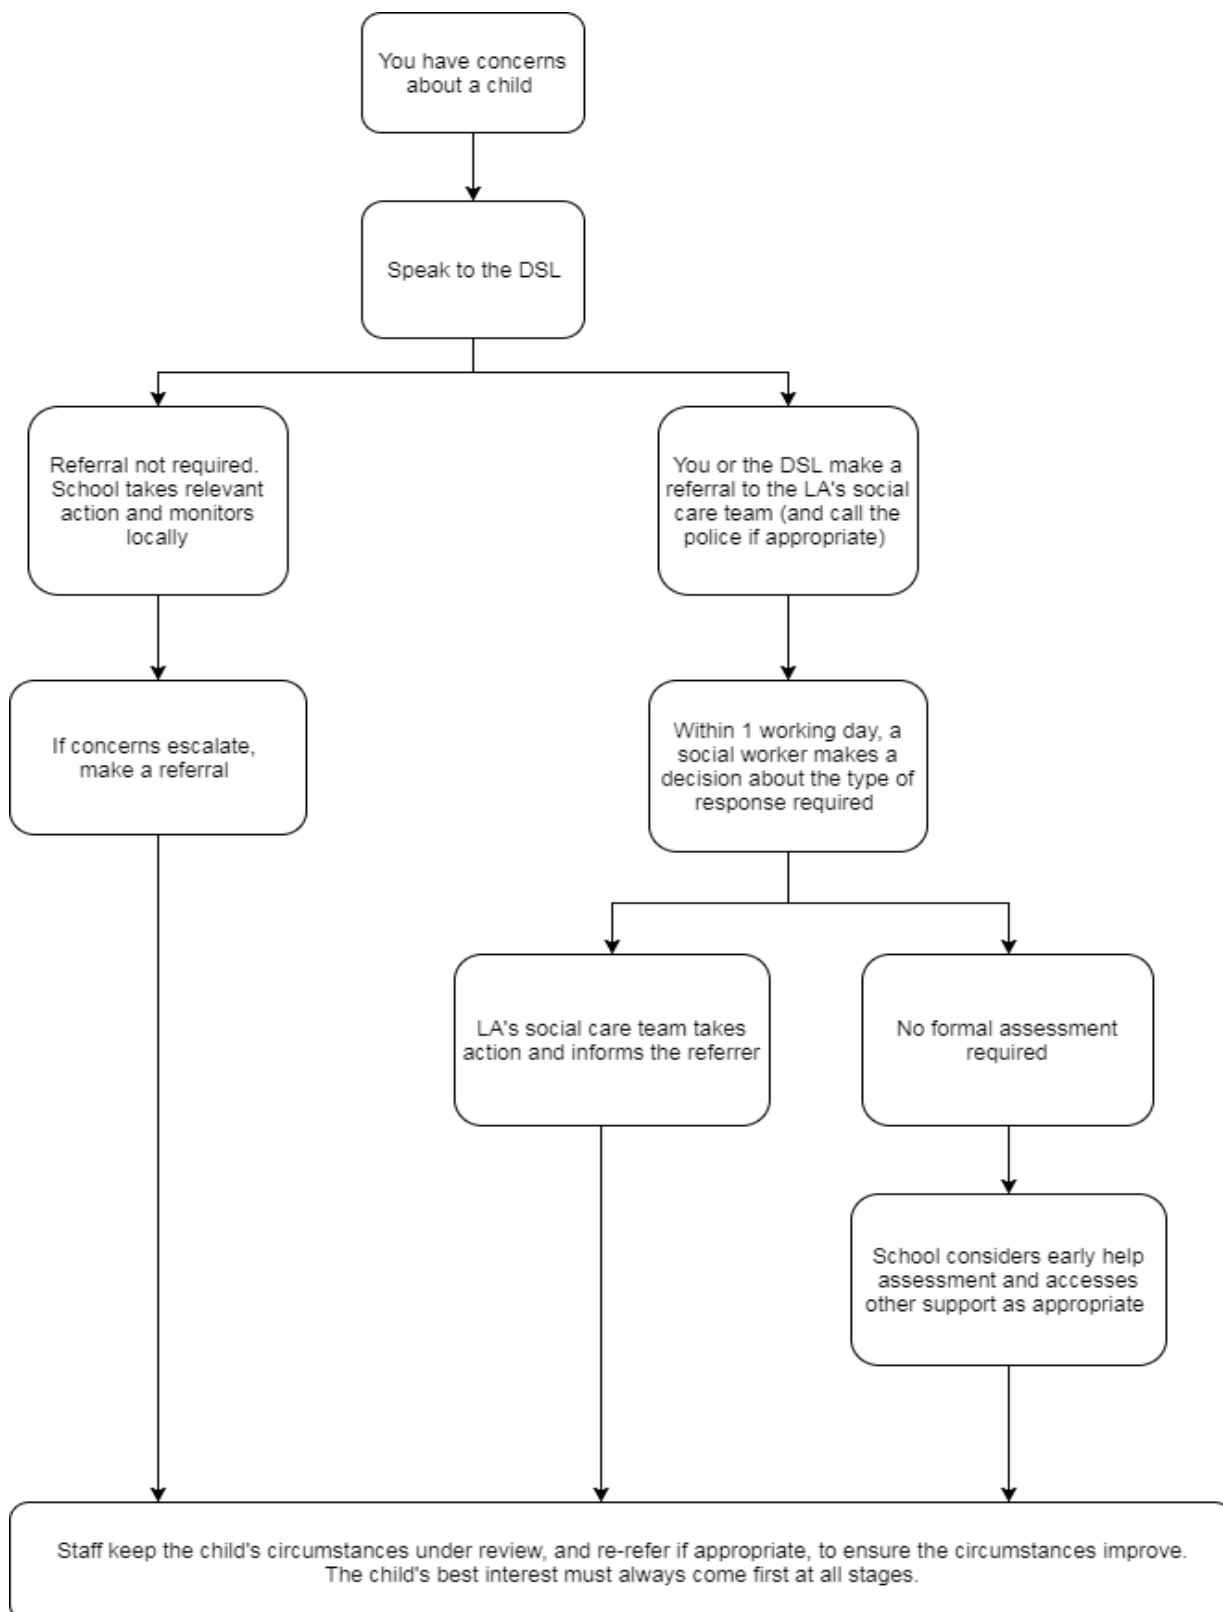 You have concerns
about a child
Speak to the DSL
Referral not required.
School takes relevant
action and monitors
locally
You or the DSL make a
referral to the LA's social
care team (and call the
police if appropriate)
If concerns escalate,
make a referral
Within 1 working day, a
social worker makes a
decision about the type of
response required
LA's social care team takes
action and informs the referrer
No formal assessment
required
School considers early help
assessment and accesses
other support as appropriate
Staff keep the child's circumstances under review, and re-refer if appropriate, to ensure the circumstances improve.
The child's best interest must always come first at all stages.